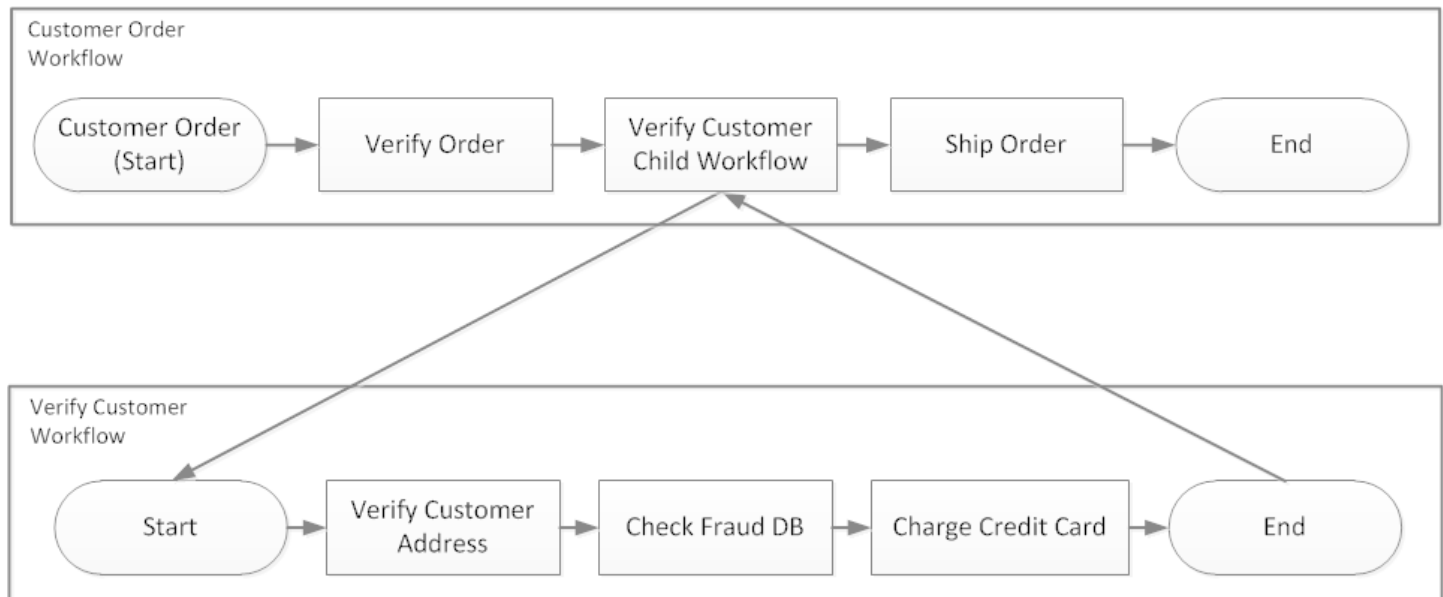 Customer Order
Workflow
Customer Order
(Start)
Verify Order
Verify Customer
Child Workflow
Ship Order
End
Verify Customer
Workflow
Start
Verify Customer
Address
Check Fraud DB
Charge Credit Card
End